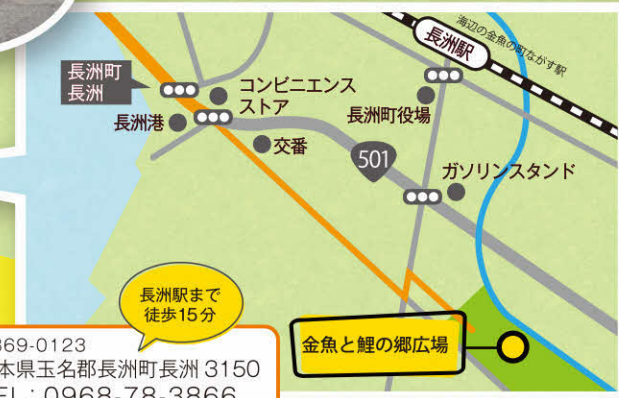 海辺の金魚の町ながす駅
長洲駅
長洲町
長洲
コンビニエンス
ストア
長洲港
長洲町役場
交番
501
ガソリンスタンド
長洲駅まで
徒歩15分
金魚と鯉の郷広場
869-0123
本県玉名郡長洲町長洲 3150
EL：0968-78-3866